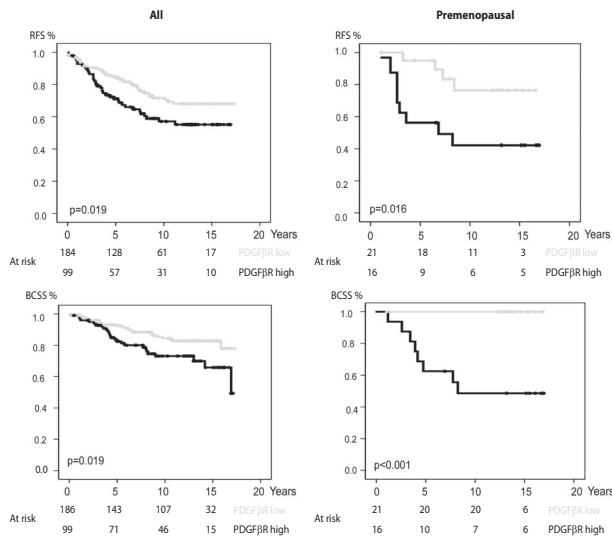 All
Premenopausal
RFS %
1.0
0.8
0.6
0.4
0.2
0.0
p=0.019
0 5 10 15 20 Years
184 128 61 17 PDGFβR low
At risk
99 57 31 10 PDGFβR high
RFS %
1.0
0.8
0.6
0.4
0.2
0.0
p=0.016
0 5 10 15 20 Years
21 18 11 3 PDGFβR low
At risk
16 9 6 5 PDGFβR high
BCSS %
1.0
0.8
0.6
0.4
0.2
0.0
p=0.019
0 5 10 15 20 Years
186 143 107 32 PDGFβR low
At risk
99 71 46 15 PDGFβR high
BCSS %
1.0
0.8
0.6
0.4
0.2
0.0
p<0.001
0 5 10 15 20 Years
21 20 20 6 PDGFβR low
At risk
16 10 7 6 PDGFβR high